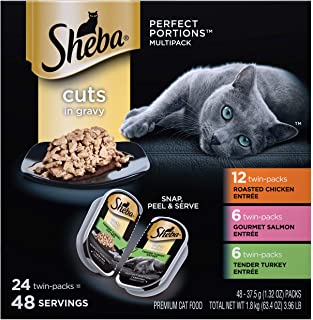 Sheba®
PERFECT
PORTIONS™
MULTIPACK
cuts
in gravy
12 twin-packs
ROASTED CHICKEN
ENTRÉE
SNAP,
PEEL & SERVE
Sheba
Sheba
6 twin-packs
GOURMET SALMON
ENTRÉE
6 twin-packs
TENDER TURKEY
ENTRÉE
24 twin-packs =
48 SERVINGS
48 - 37.5 g (1.32 OZ) PACKS
PREMIUM CAT FOOD TOTAL NET WT 1.8 kg (63.4 OZ) 3.96 LB